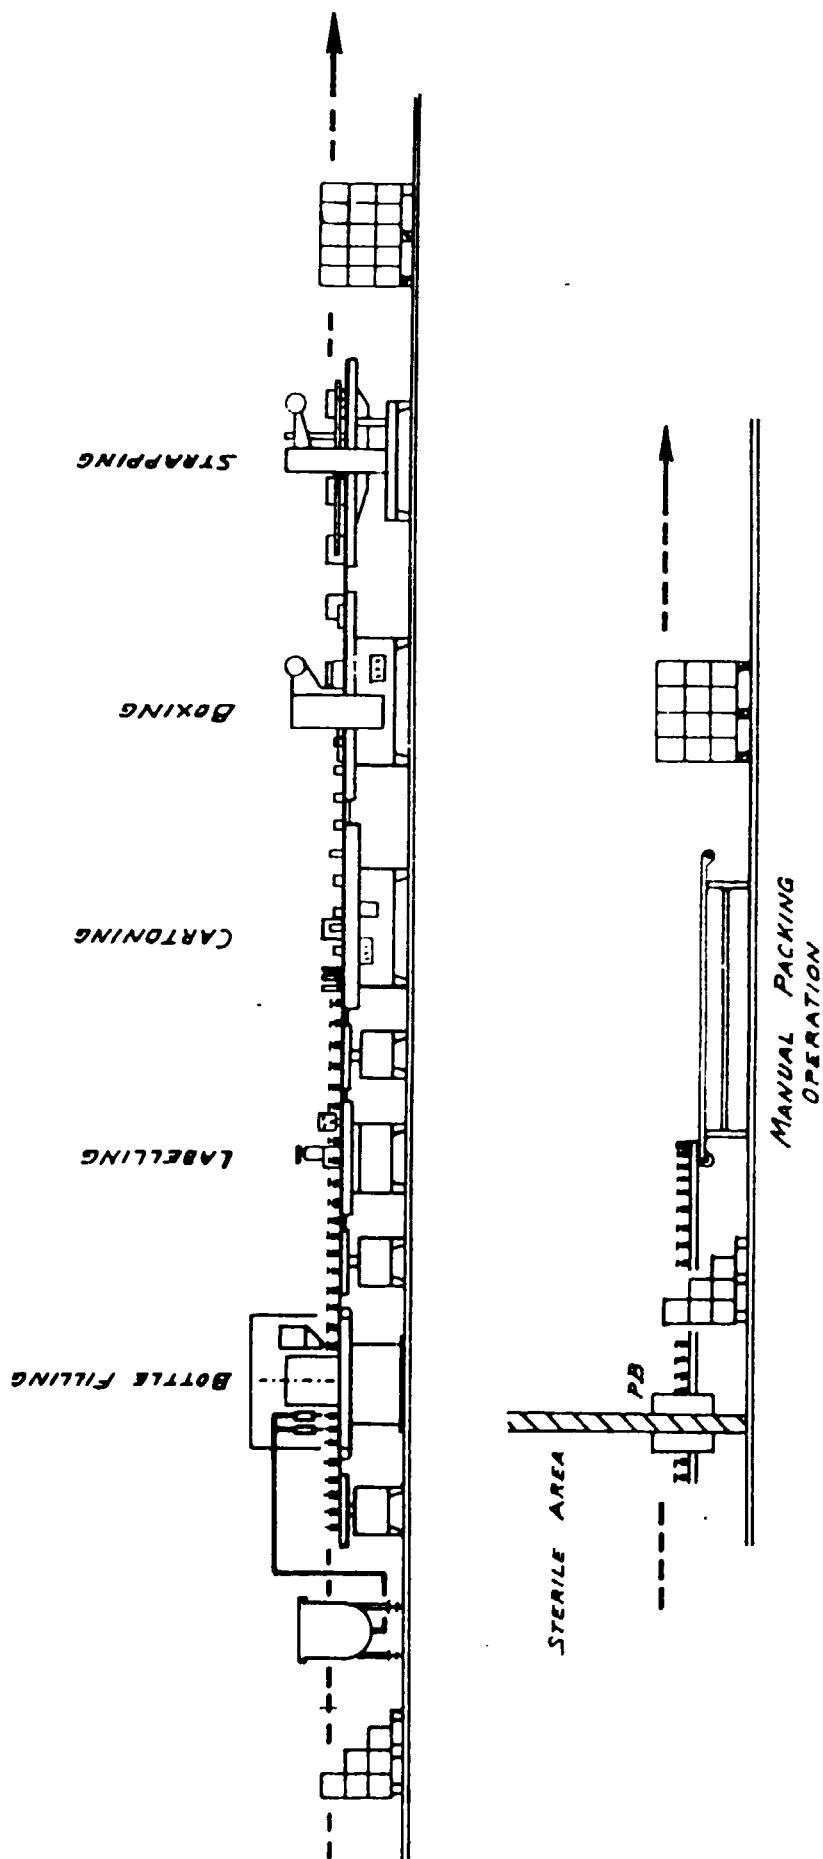 BOTTLE FILLING
LABELLING
CARTONING
BOXING
STRAPPING
STERILE AREA
PB
MANUAL PACKING
OPERATION